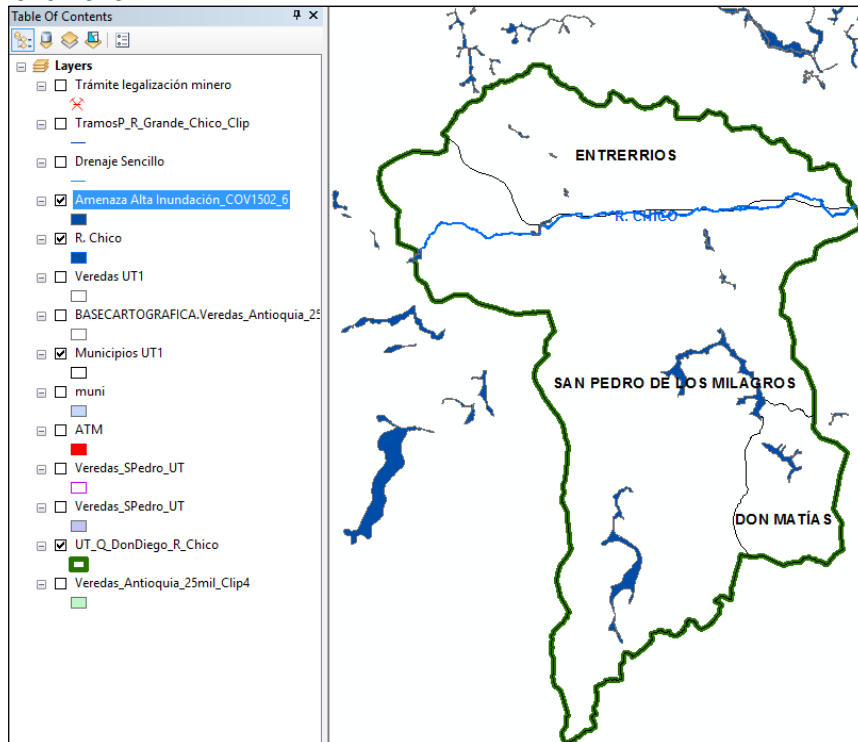 Table Of Contents
Layers
Trámite legalización minero
TramosP_R_Grande_Chico_Clip
Drenaje Sencillo
Amenaza Alta Inundación_COV1502_6
R. Chico
Veredas UT1
BASECARTOGRAFICA.Veredas_Antioquia_25
Municipios UT1
muni
ATM
Veredas_SPedro_UT
Veredas_SPedro_UT
UT_Q_DonDiego_R_Chico
Veredas_Antioquia_25mil_Clip4
ENTRERRIOS
R. CHICO
SAN PEDRO DE LOS MILAGROS
DON MATÍAS